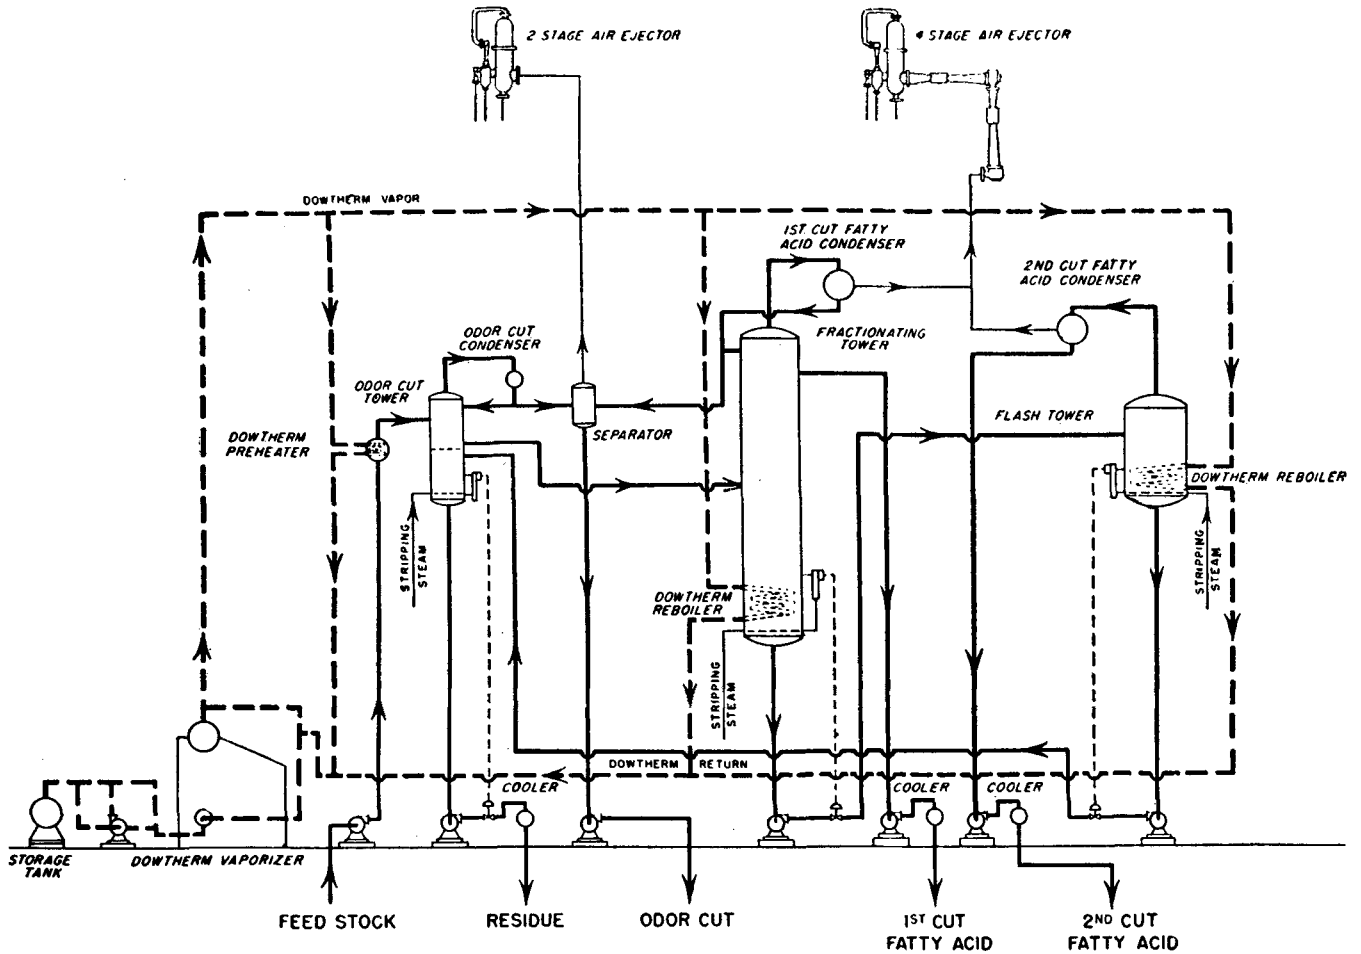 2 STAGE AIR EJECTOR
4 STAGE AIR EJECTOR
DOWTHERM VAPOR
1ST CUT FATTY
ACID CONDENSER
2ND CUT FATTY
ACID CONDENSER
ODOR CUT
CONDENSER
FRACTIONATING
TOWER
ODOR CUT
TOWER
FLASH TOWER
DOWTHERM
PREHEATER
SEPARATOR
DOWTHERM REBOILER
STRIPPING
STEAM
STRIPPING
STEAM
DOWTHERM
REBOILER
STRIPPING
STEAM
DOWTHERM RETURN
COOLER
COOLER
COOLER
STORAGE
TANK
DOWTHERM VAPORIZER
FEED STOCK
RESIDUE
ODOR CUT
1ST CUT
FATTY ACID
2ND CUT
FATTY ACID